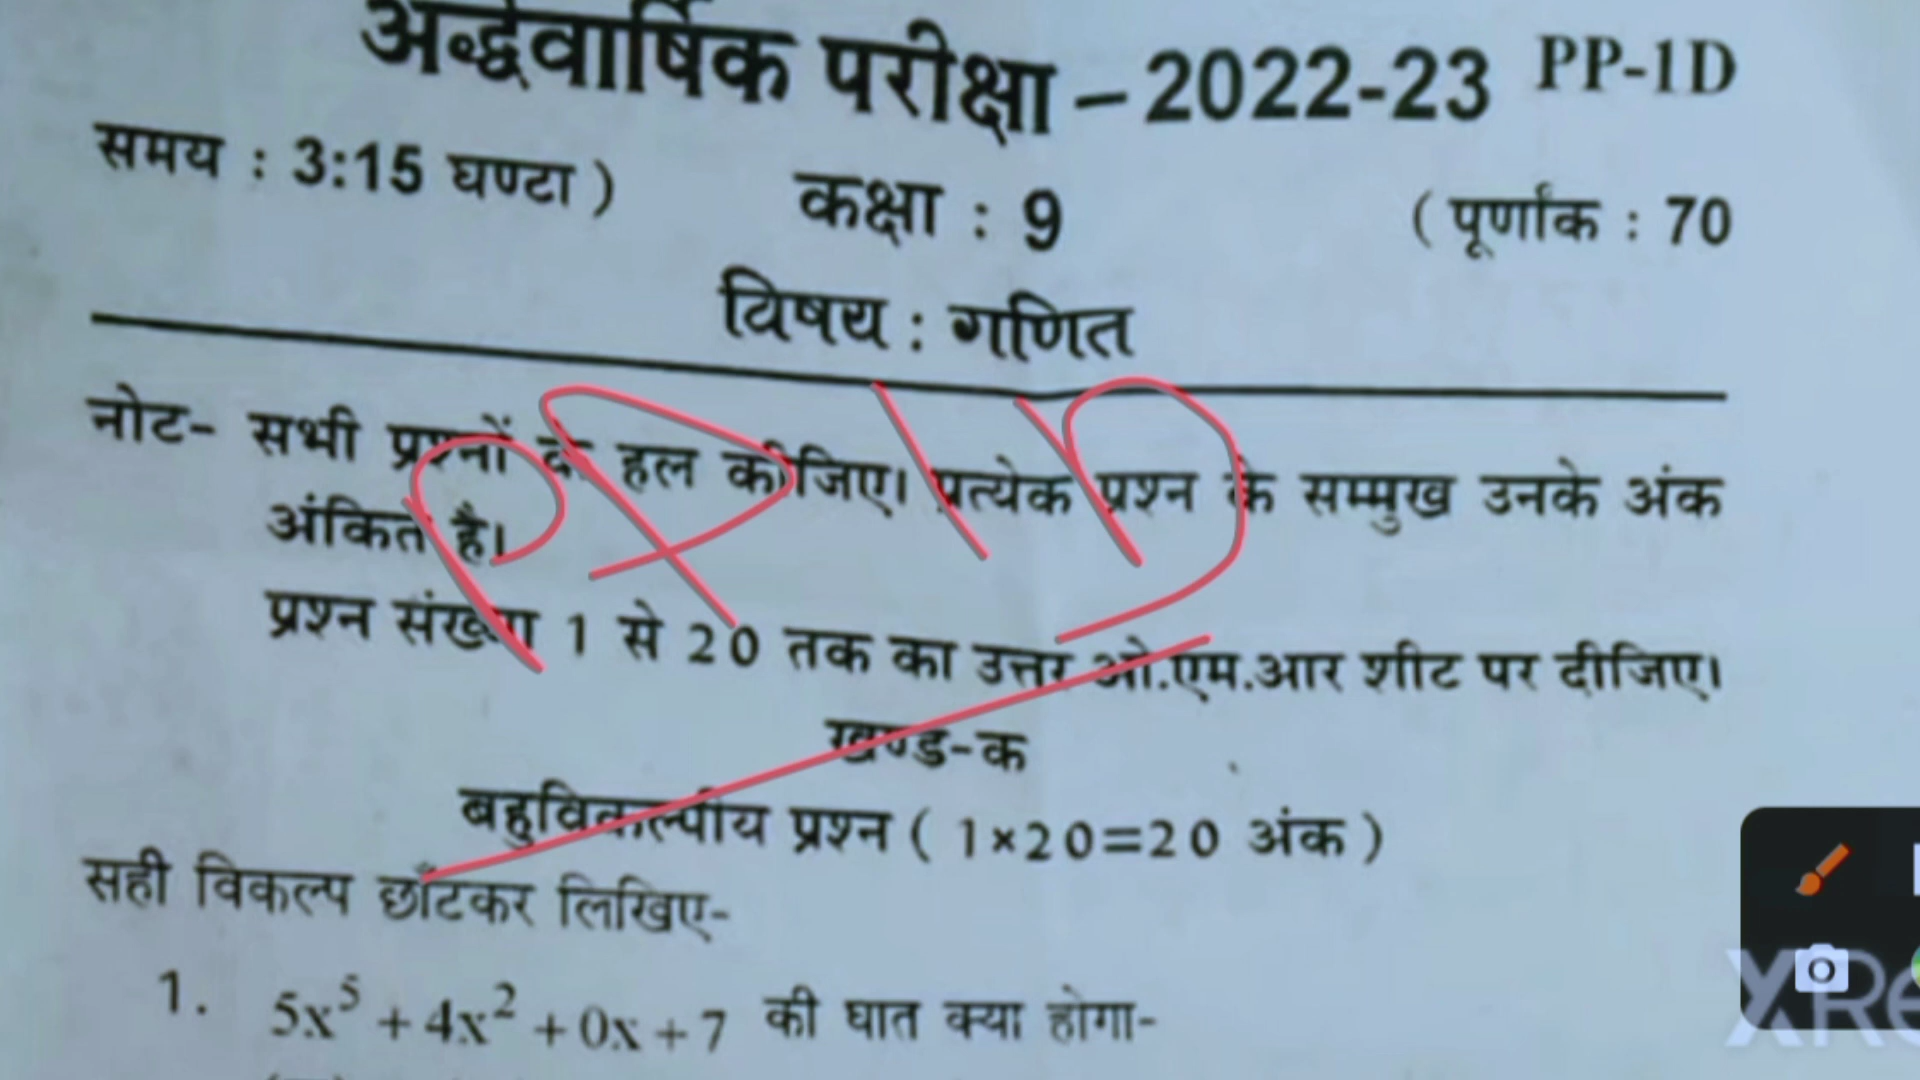 अर्द्धवार्षिक परीक्षा – 2022-23 PP-1D
समय : 3:15 घण्टा ) कक्षा : 9 ( पूर्णांक : 70
विषय : गणित
नोट- सभी प्रश्नों के हल कीजिए। प्रत्येक प्रश्न के सम्मुख उनके अंक
अंकित है।
PP 1D
प्रश्न संख्या 1 से 20 तक का उत्तर ओ.एम.आर शीट पर दीजिए।
खण्ड-क
बहुविकल्पीय प्रश्न ( 1×20=20 अंक )
सही विकल्प छाँटकर लिखिए-
1. 5x⁵ + 4x² + 0x + 7 की घात क्या होगा-